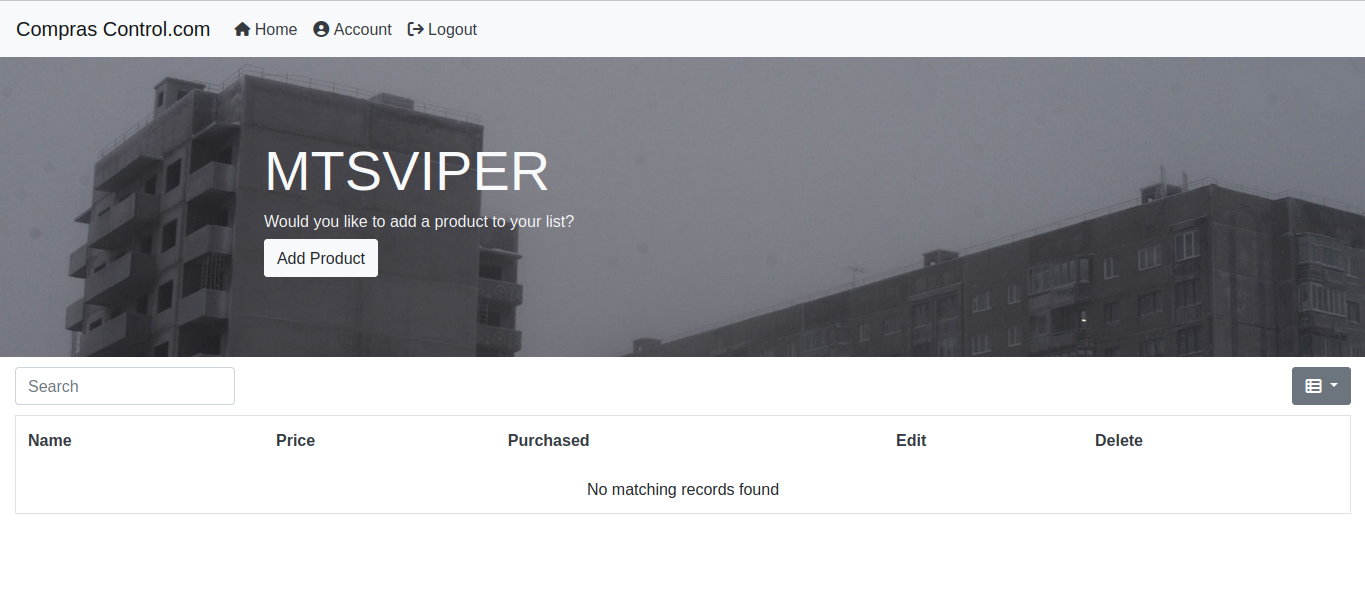 Compras Control.com Home Account Logout
MTSVIPER
Would you like to add a product to your list?
Add Product
Search
Name Price Purchased Edit Delete
No matching records found